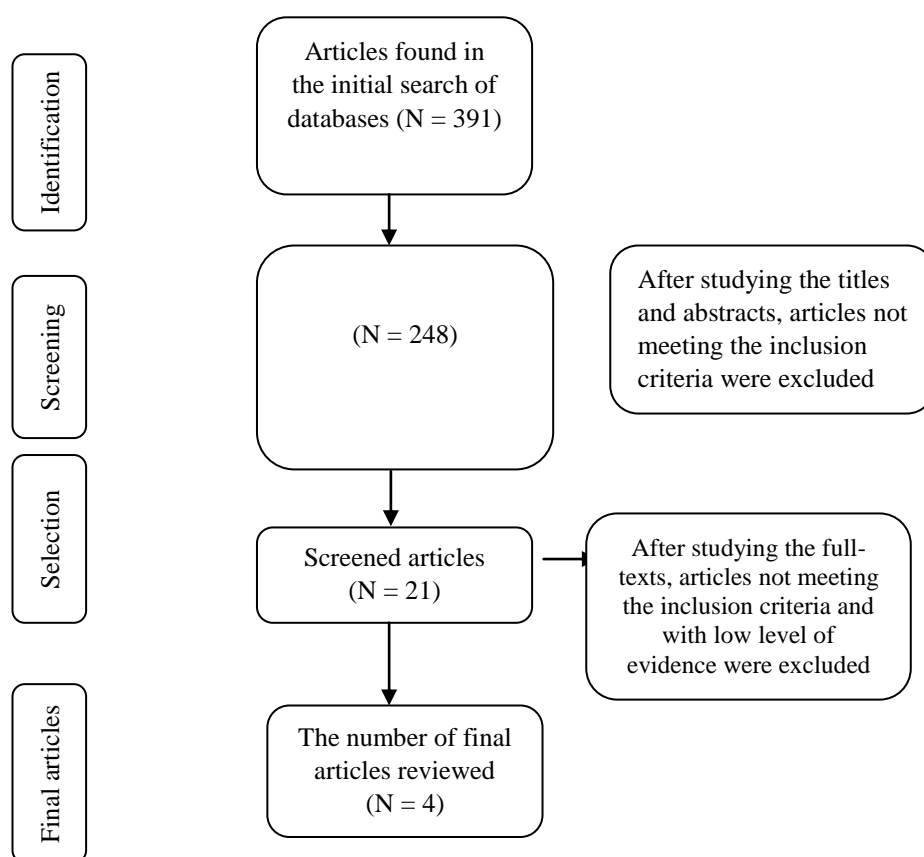 Identification
Articles found in
the initial search of
databases (N = 391)
Screening
(N = 248)
After studying the titles
and abstracts, articles not
meeting the inclusion
criteria were excluded
Selection
Screened articles
(N = 21)
After studying the full-
texts, articles not meeting
the inclusion criteria and
with low level of
evidence were excluded
Final articles
The number of final
articles reviewed
(N = 4)